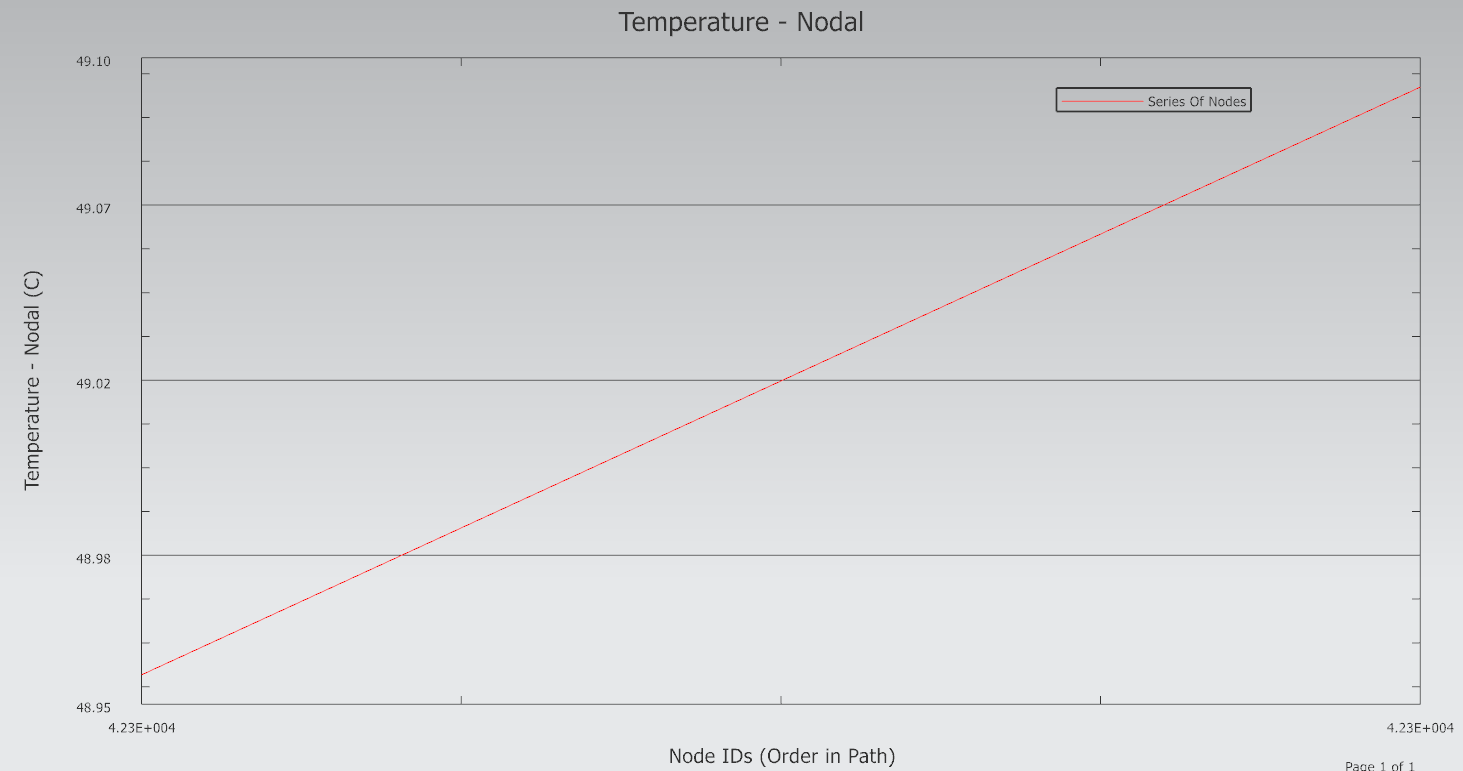 Temperature - Nodal
49.10
Series Of Nodes
49.07
Temperature - Nodal (C)
49.02
48.98
48.95
4.23E+004
4.23E+004
Node IDs (Order in Path)
Page 1 of 1